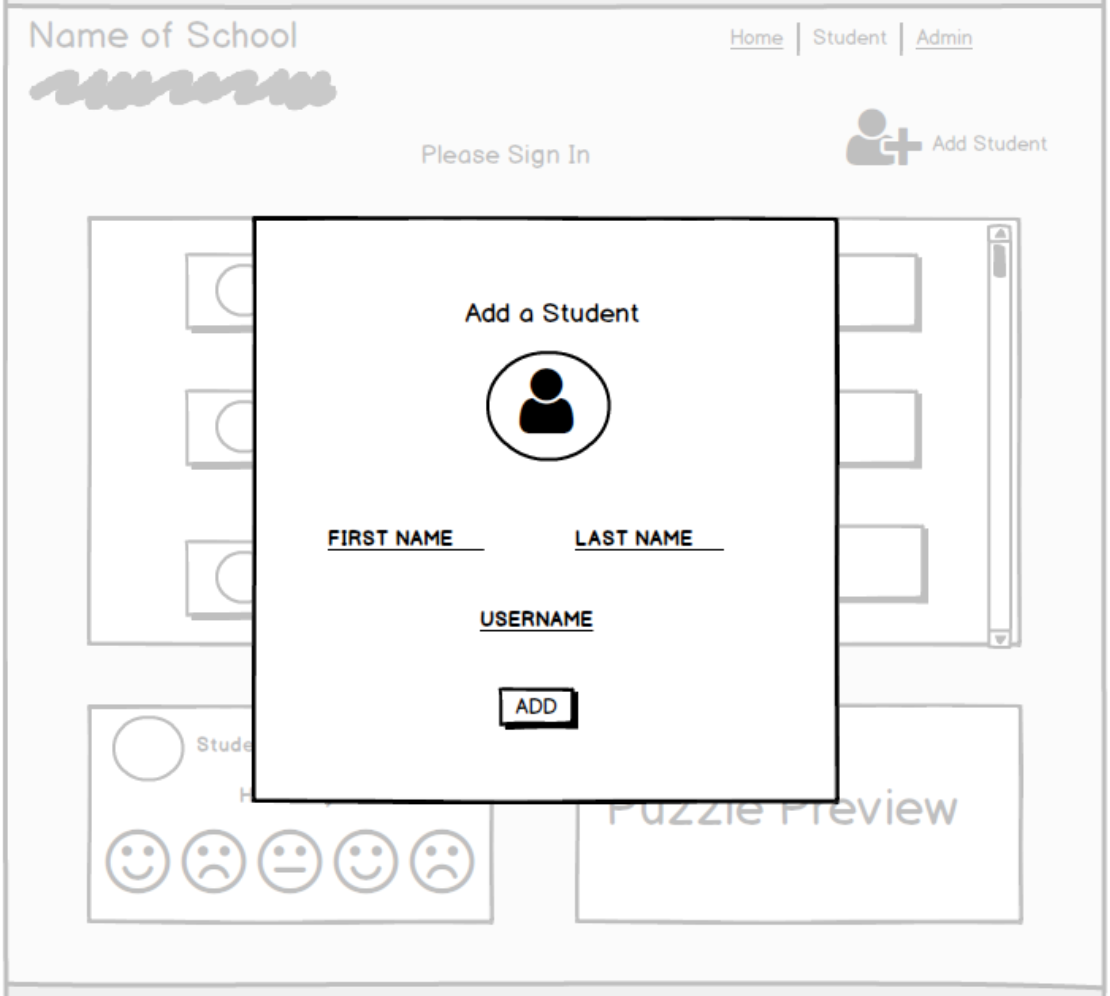 Name of School
Home | Student | Admin
Please Sign In
Add Student
Add a Student
FIRST NAME
LAST NAME
USERNAME
ADD
Puzzle Preview